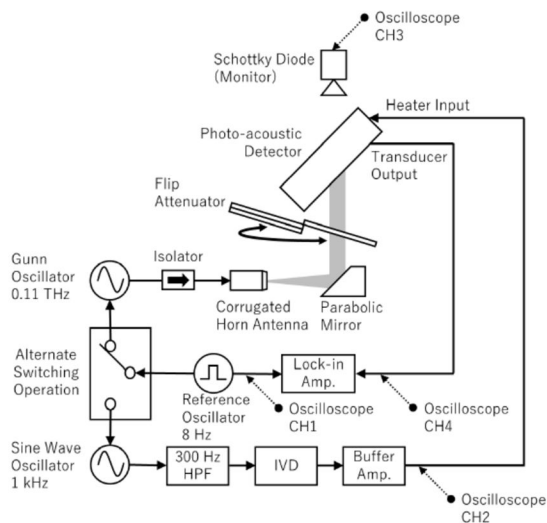 Oscilloscope
CH3
Schottky Diode
(Monitor)
Heater Input
Photo-acoustic
Detector
Transducer
Output
Flip
Attenuator
Gunn
Oscillator
0.11 THz
Isolator
Corrugated
Horn Antenna
Parabolic
Mirror
Alternate
Switching
Operation
Reference
Oscillator
8 Hz
Lock-in
Amp.
Oscilloscope
CH1
Oscilloscope
CH4
Sine Wave
Oscillator
1 kHz
300 Hz
HPF
IVD
Buffer
Amp.
Oscilloscope
CH2